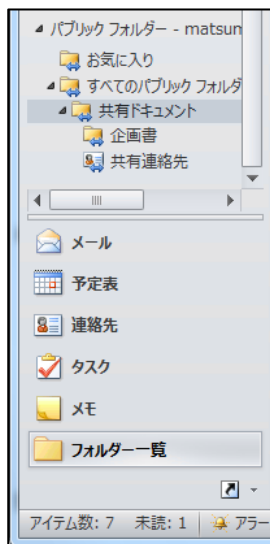 パブリック フォルダー - matsun
お気に入り
すべてのパブリック フォルダ
共有ドキュメント
企画書
共有連絡先
メール
予定表
連絡先
タスク
メモ
フォルダー一覧
アイテム数: 7 未読: 1 アラー